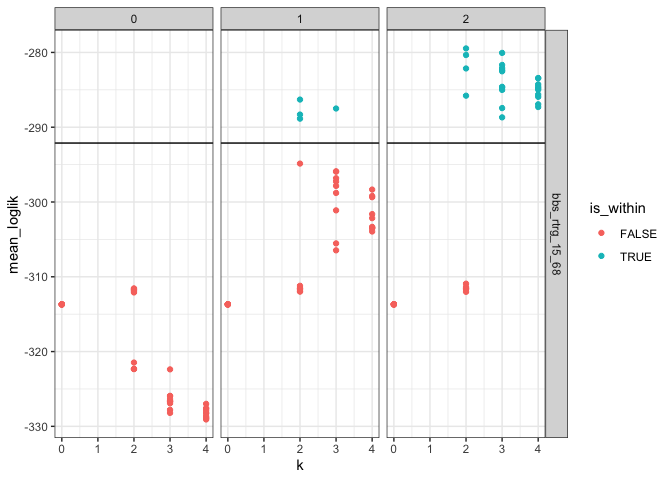 0 1 2
-280
-290
-300
-310
-320
-330
mean_loglik
0 1 2 3 4 0 1 2 3 4 0 1 2 3 4
k
bbs_rtrg_15_68
is_within
FALSE
TRUE